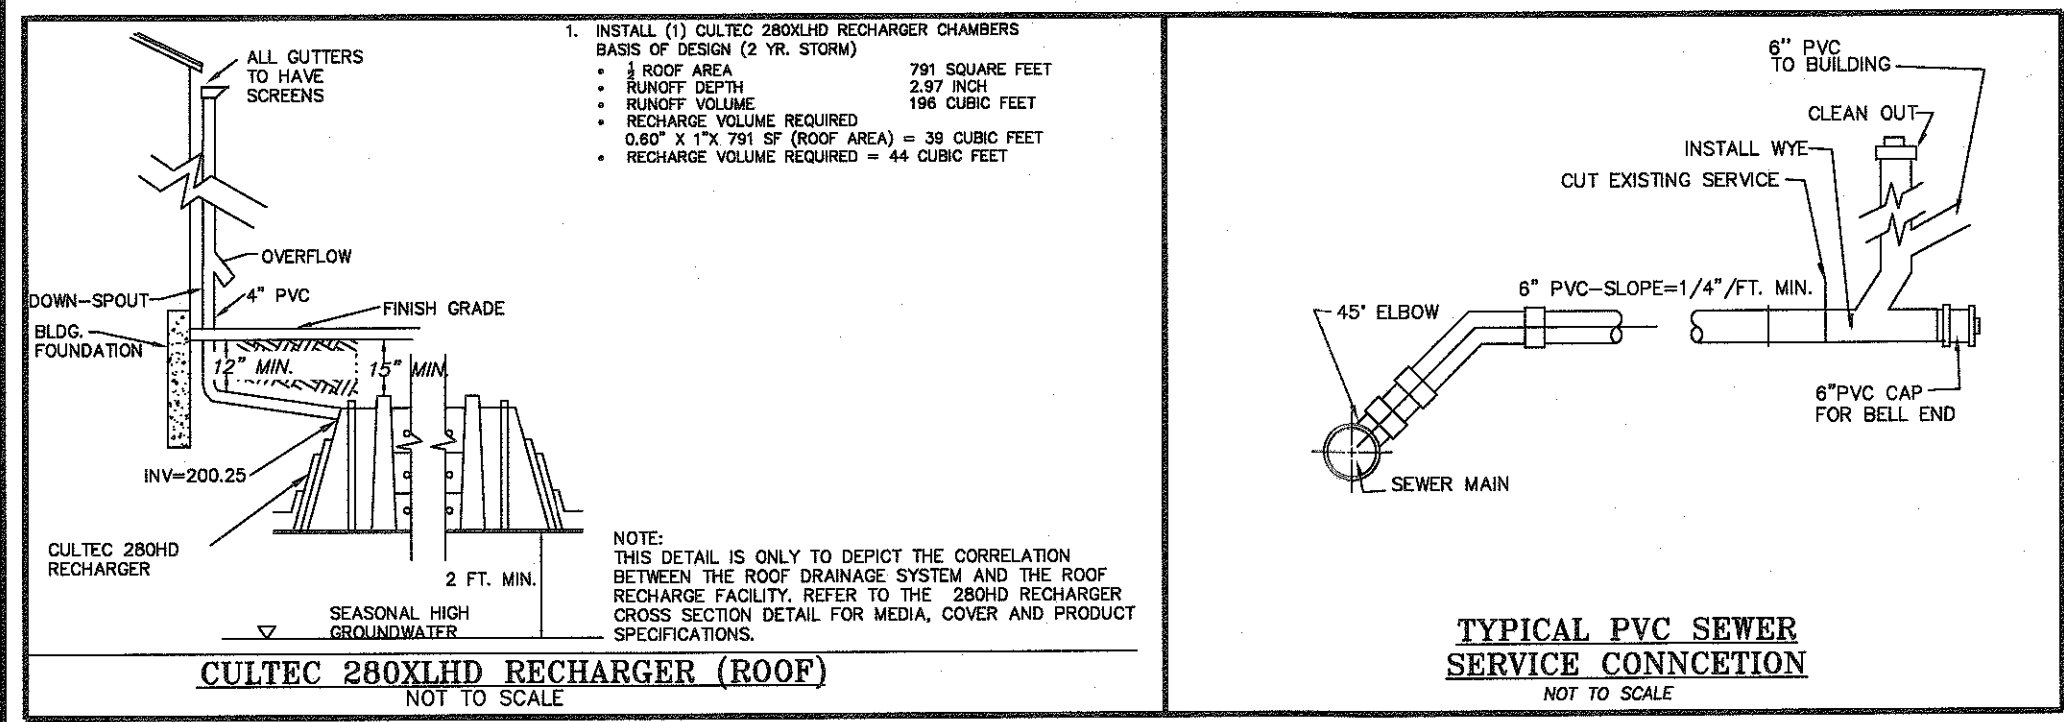 ALL GUTTERS
TO HAVE
SCREENS
1. INSTALL (1) CULTEC 280XLHD RECHARGER CHAMBERS
BASIS OF DESIGN (2 YR. STORM)
• ½ ROOF AREA 791 SQUARE FEET
• RUNOFF DEPTH 2.97 INCH
• RUNOFF VOLUME 196 CUBIC FEET
• RECHARGE VOLUME REQUIRED
0.60" X 1"X 791 SF (ROOF AREA) = 39 CUBIC FEET
• RECHARGE VOLUME REQUIRED = 44 CUBIC FEET
OVERFLOW
DOWN-SPOUT
4" PVC
FINISH GRADE
BLDG.
FOUNDATION
12" MIN.
15" MIN.
INV=200.25
CULTEC 280HD
RECHARGER
2 FT. MIN.
SEASONAL HIGH
GROUNDWATER
NOTE:
THIS DETAIL IS ONLY TO DEPICT THE CORRELATION
BETWEEN THE ROOF DRAINAGE SYSTEM AND THE ROOF
RECHARGE FACILITY. REFER TO THE 280HD RECHARGER
CROSS SECTION DETAIL FOR MEDIA, COVER AND PRODUCT
SPECIFICATIONS.
CULTEC 280XLHD RECHARGER (ROOF)
NOT TO SCALE
6" PVC
TO BUILDING
CLEAN OUT
INSTALL WYE
CUT EXISTING SERVICE
6" PVC-SLOPE=1/4"/FT. MIN.
45° ELBOW
6"PVC CAP
FOR BELL END
SEWER MAIN
TYPICAL PVC SEWER
SERVICE CONNCETION
NOT TO SCALE